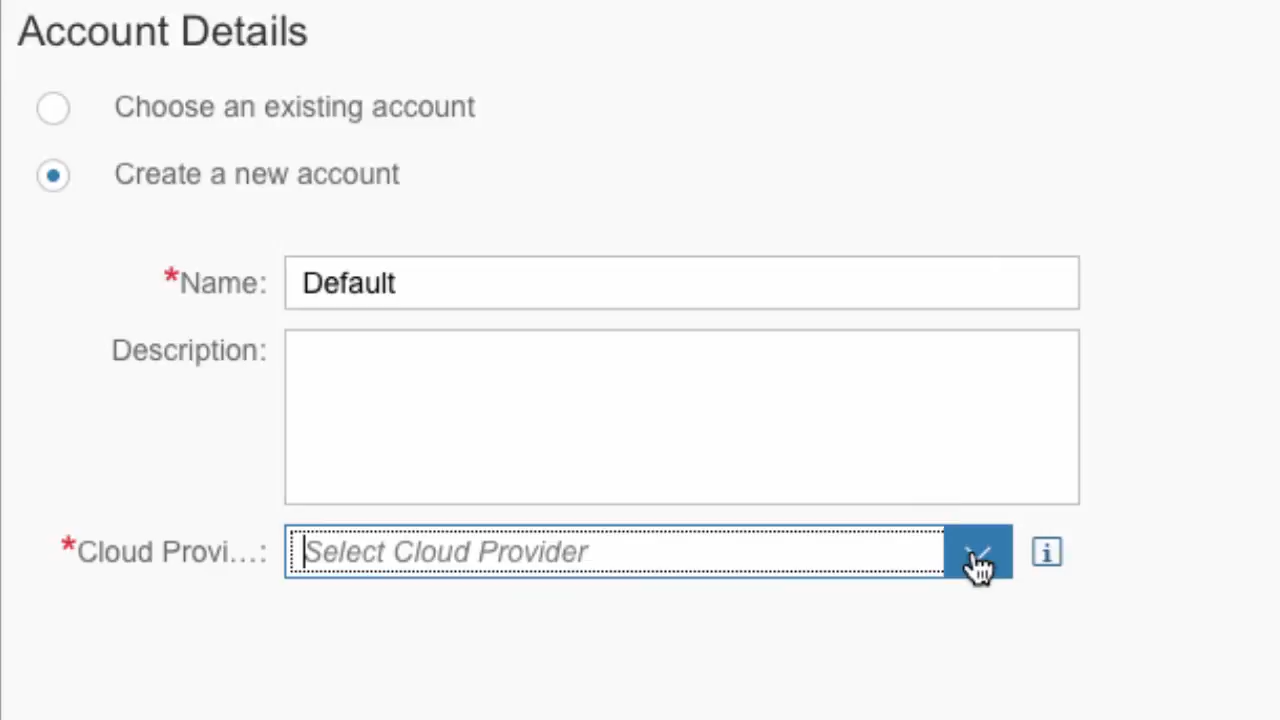 Account Details
Choose an existing account
Create a new account
*Name: Default
Description:
*Cloud Provi...: Select Cloud Provider